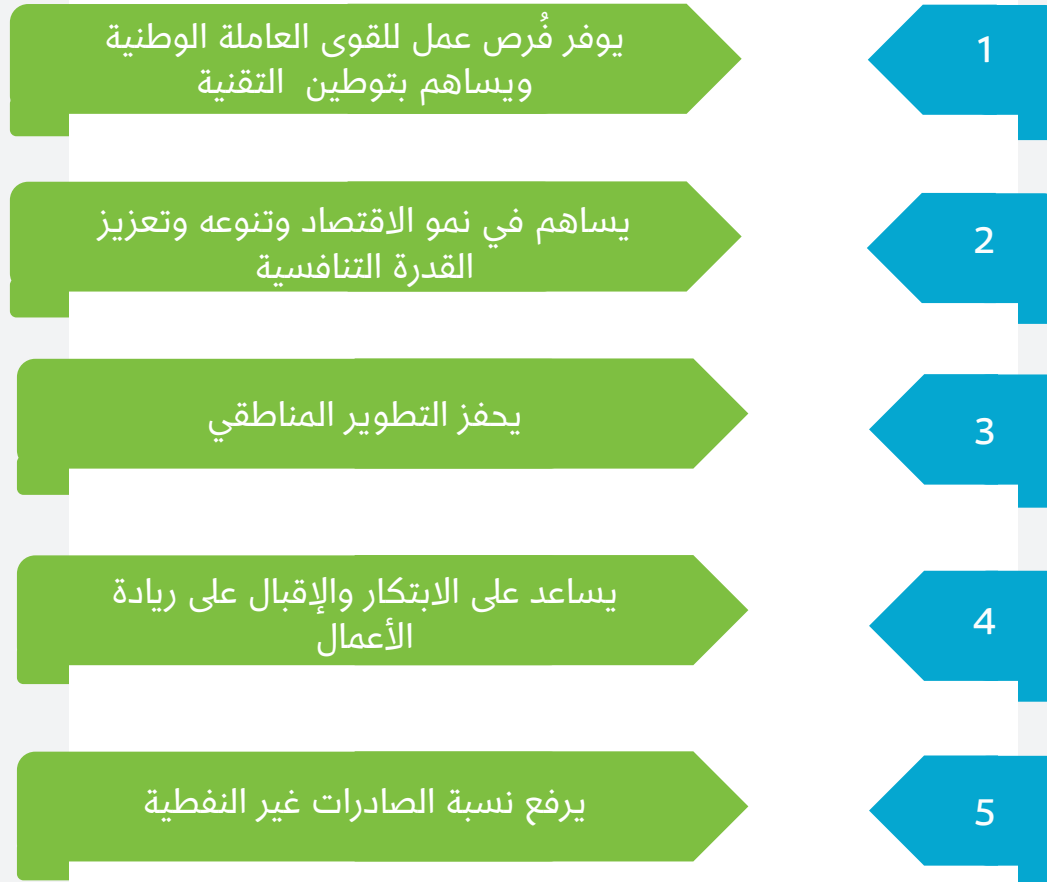 1
يوفر فُرص عمل للقوى العاملة الوطنية
ويساهم بتوطين التقنية
2
يساهم في نمو الاقتصاد وتنوعه وتعزيز
القدرة التنافسية
3
يحفز التطوير المناطقي
4
يساعد على الابتكار والإقبال على ريادة
الأعمال
5
يرفع نسبة الصادرات غير النفطية